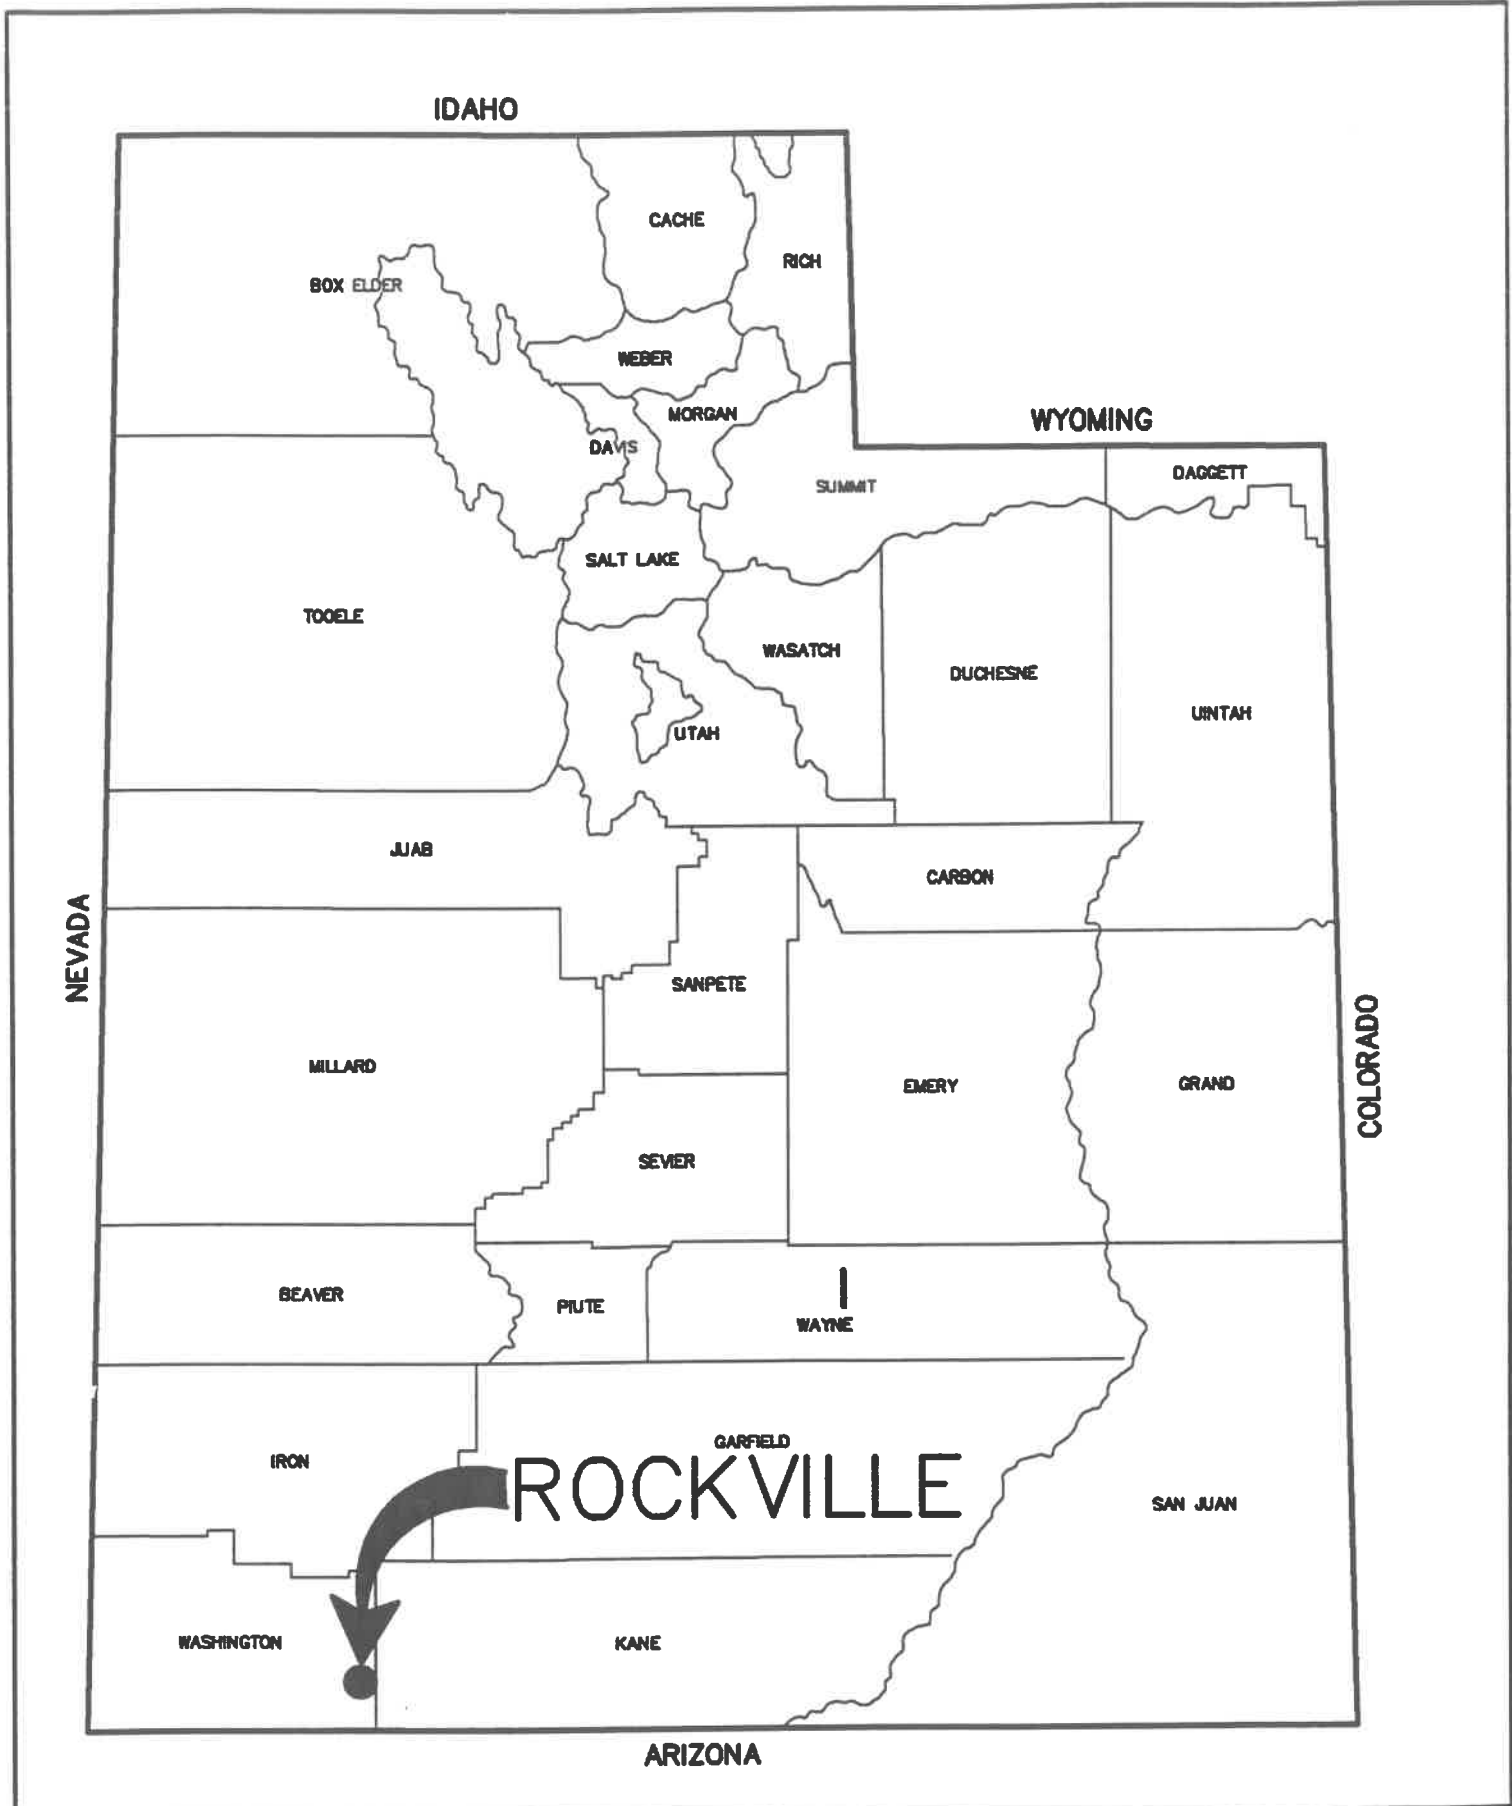 IDAHO
CACHE
RICH
BOX ELDER
WEBER
MORGAN
WYOMING
DAVIS
DAGGETT
SUMMIT
SALT LAKE
TOOELE
WASATCH
DUCHESNE
UINTAH
UTAH
JUAB
CARBON
NEVADA
SANPETE
COLORADO
MILLARD
EMERY
GRAND
SEVIER
BEAVER
PIUTE
WAYNE
GARFIELD
IRON
ROCKVILLE
SAN JUAN
WASHINGTON
KANE
ARIZONA